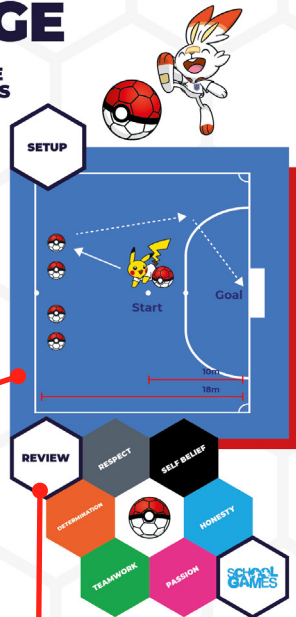 GE
E
S
SETUP
Start
Goal
10m
18m
REVIEW
RESPECT
SELF BELIEF
DETERMINATION
HONESTY
TEAMWORK
PASSION
SCHOOL
GAMES